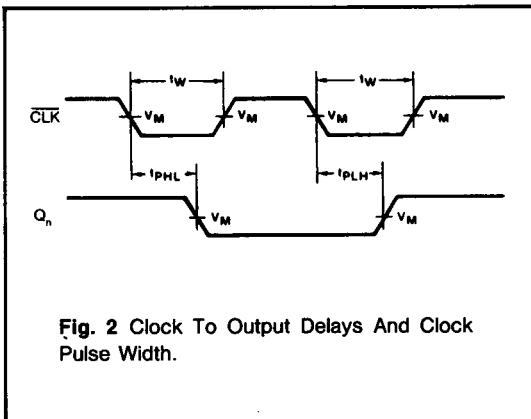 tW tW
CLK VM VM VM VM
tPHL tPLH
Qn VM VM
Fig. 2 Clock To Output Delays And Clock
Pulse Width.